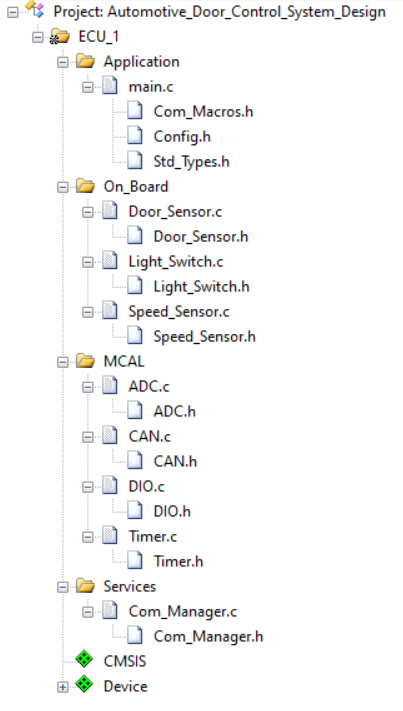 Project: Automotive_Door_Control_System_Design
ECU_1
Application
main.c
Com_Macros.h
Config.h
Std_Types.h
On_Board
Door_Sensor.c
Door_Sensor.h
Light_Switch.c
Light_Switch.h
Speed_Sensor.c
Speed_Sensor.h
MCAL
ADC.c
ADC.h
CAN.c
CAN.h
DIO.c
DIO.h
Timer.c
Timer.h
Services
Com_Manager.c
Com_Manager.h
CMSIS
Device